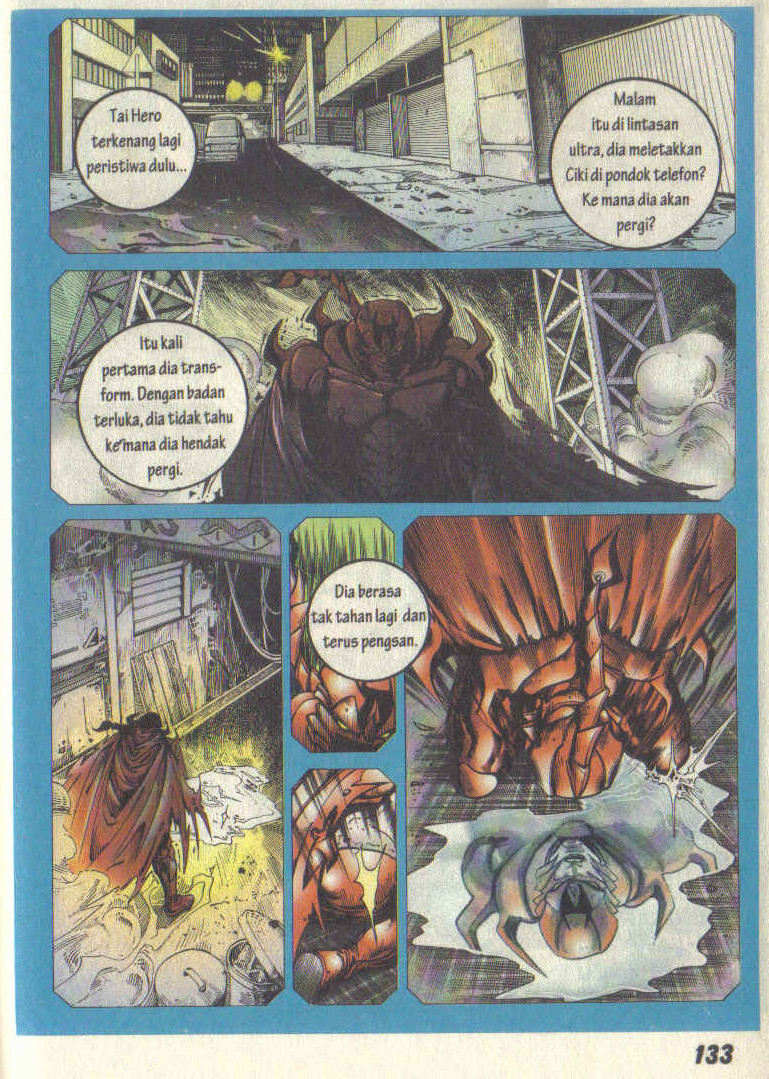 Tai Hero
terkenang lagi
peristiwa dulu...
Malam
itu di lintasan
ultra, dia meletakkan
Ciki di pondok telefon?
Ke mana dia akan
pergi?
Itu kali
pertama dia trans-
form. Dengan badan
terluka, dia tidak tahu
ke mana dia hendak
pergi.
Dia berasa
tak tahan lagi dan
terus pengsan.
133